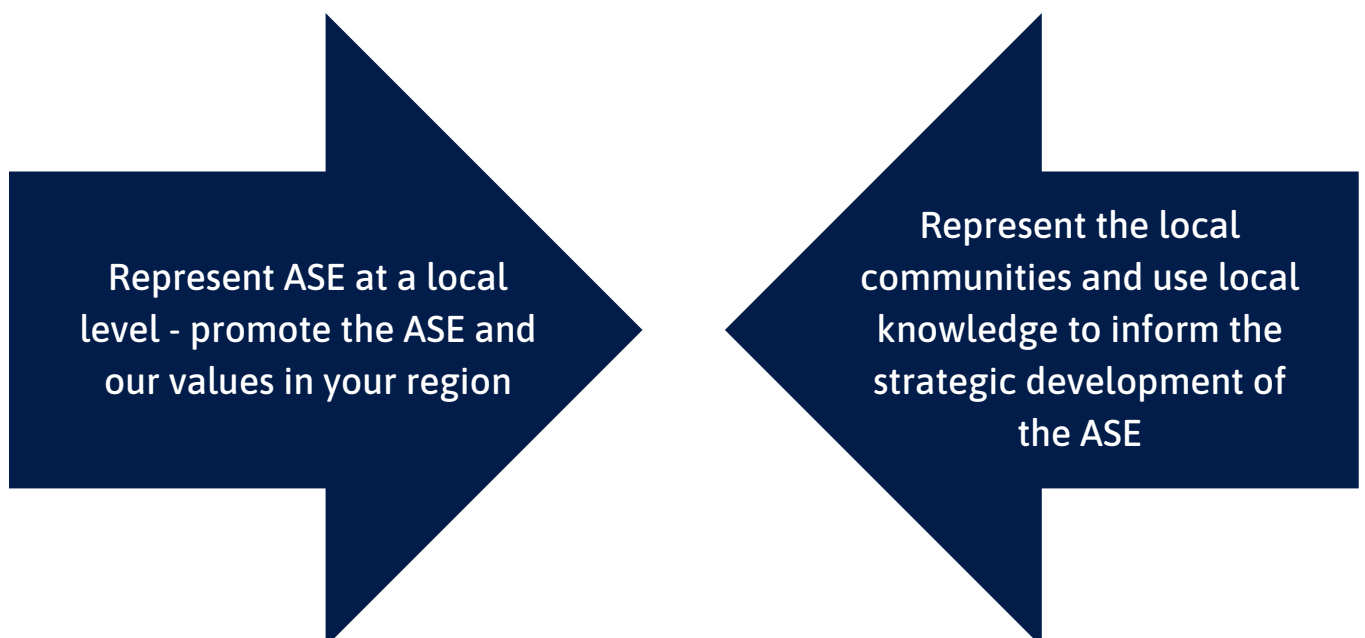 Represent ASE at a local
level - promote the ASE and
our values in your region
Represent the local
communities and use local
knowledge to inform the
strategic development of
the ASE